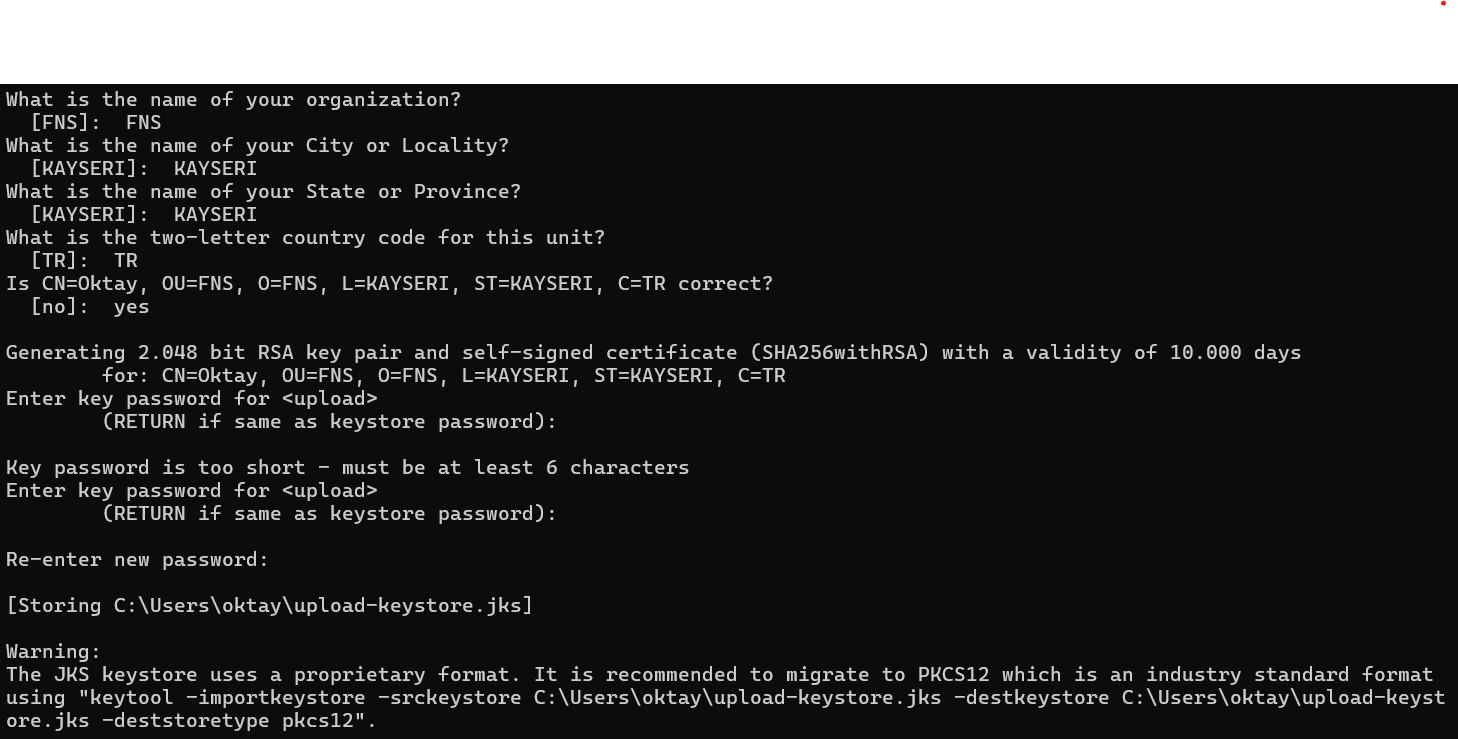 What is the name of your organization?
[FNS]:  FNS
What is the name of your City or Locality?
[KAYSERI]:  KAYSERI
What is the name of your State or Province?
[KAYSERI]:  KAYSERI
What is the two-letter country code for this unit?
[TR]:  TR
Is CN=Oktay, OU=FNS, O=FNS, L=KAYSERI, ST=KAYSERI, C=TR correct?
[no]:  yes
Generating 2.048 bit RSA key pair and self-signed certificate (SHA256withRSA) with a validity of 10.000 days
for: CN=Oktay, OU=FNS, O=FNS, L=KAYSERI, ST=KAYSERI, C=TR
Enter key password for <upload>
(RETURN if same as keystore password):
Key password is too short - must be at least 6 characters
Enter key password for <upload>
(RETURN if same as keystore password):
Re-enter new password:
[Storing C:\Users\oktay\upload-keystore.jks]
Warning:
The JKS keystore uses a proprietary format. It is recommended to migrate to PKCS12 which is an industry standard format
using "keytool -importkeystore -srckeystore C:\Users\oktay\upload-keystore.jks -destkeystore C:\Users\oktay\upload-keyst
ore.jks -deststoretype pkcs12".